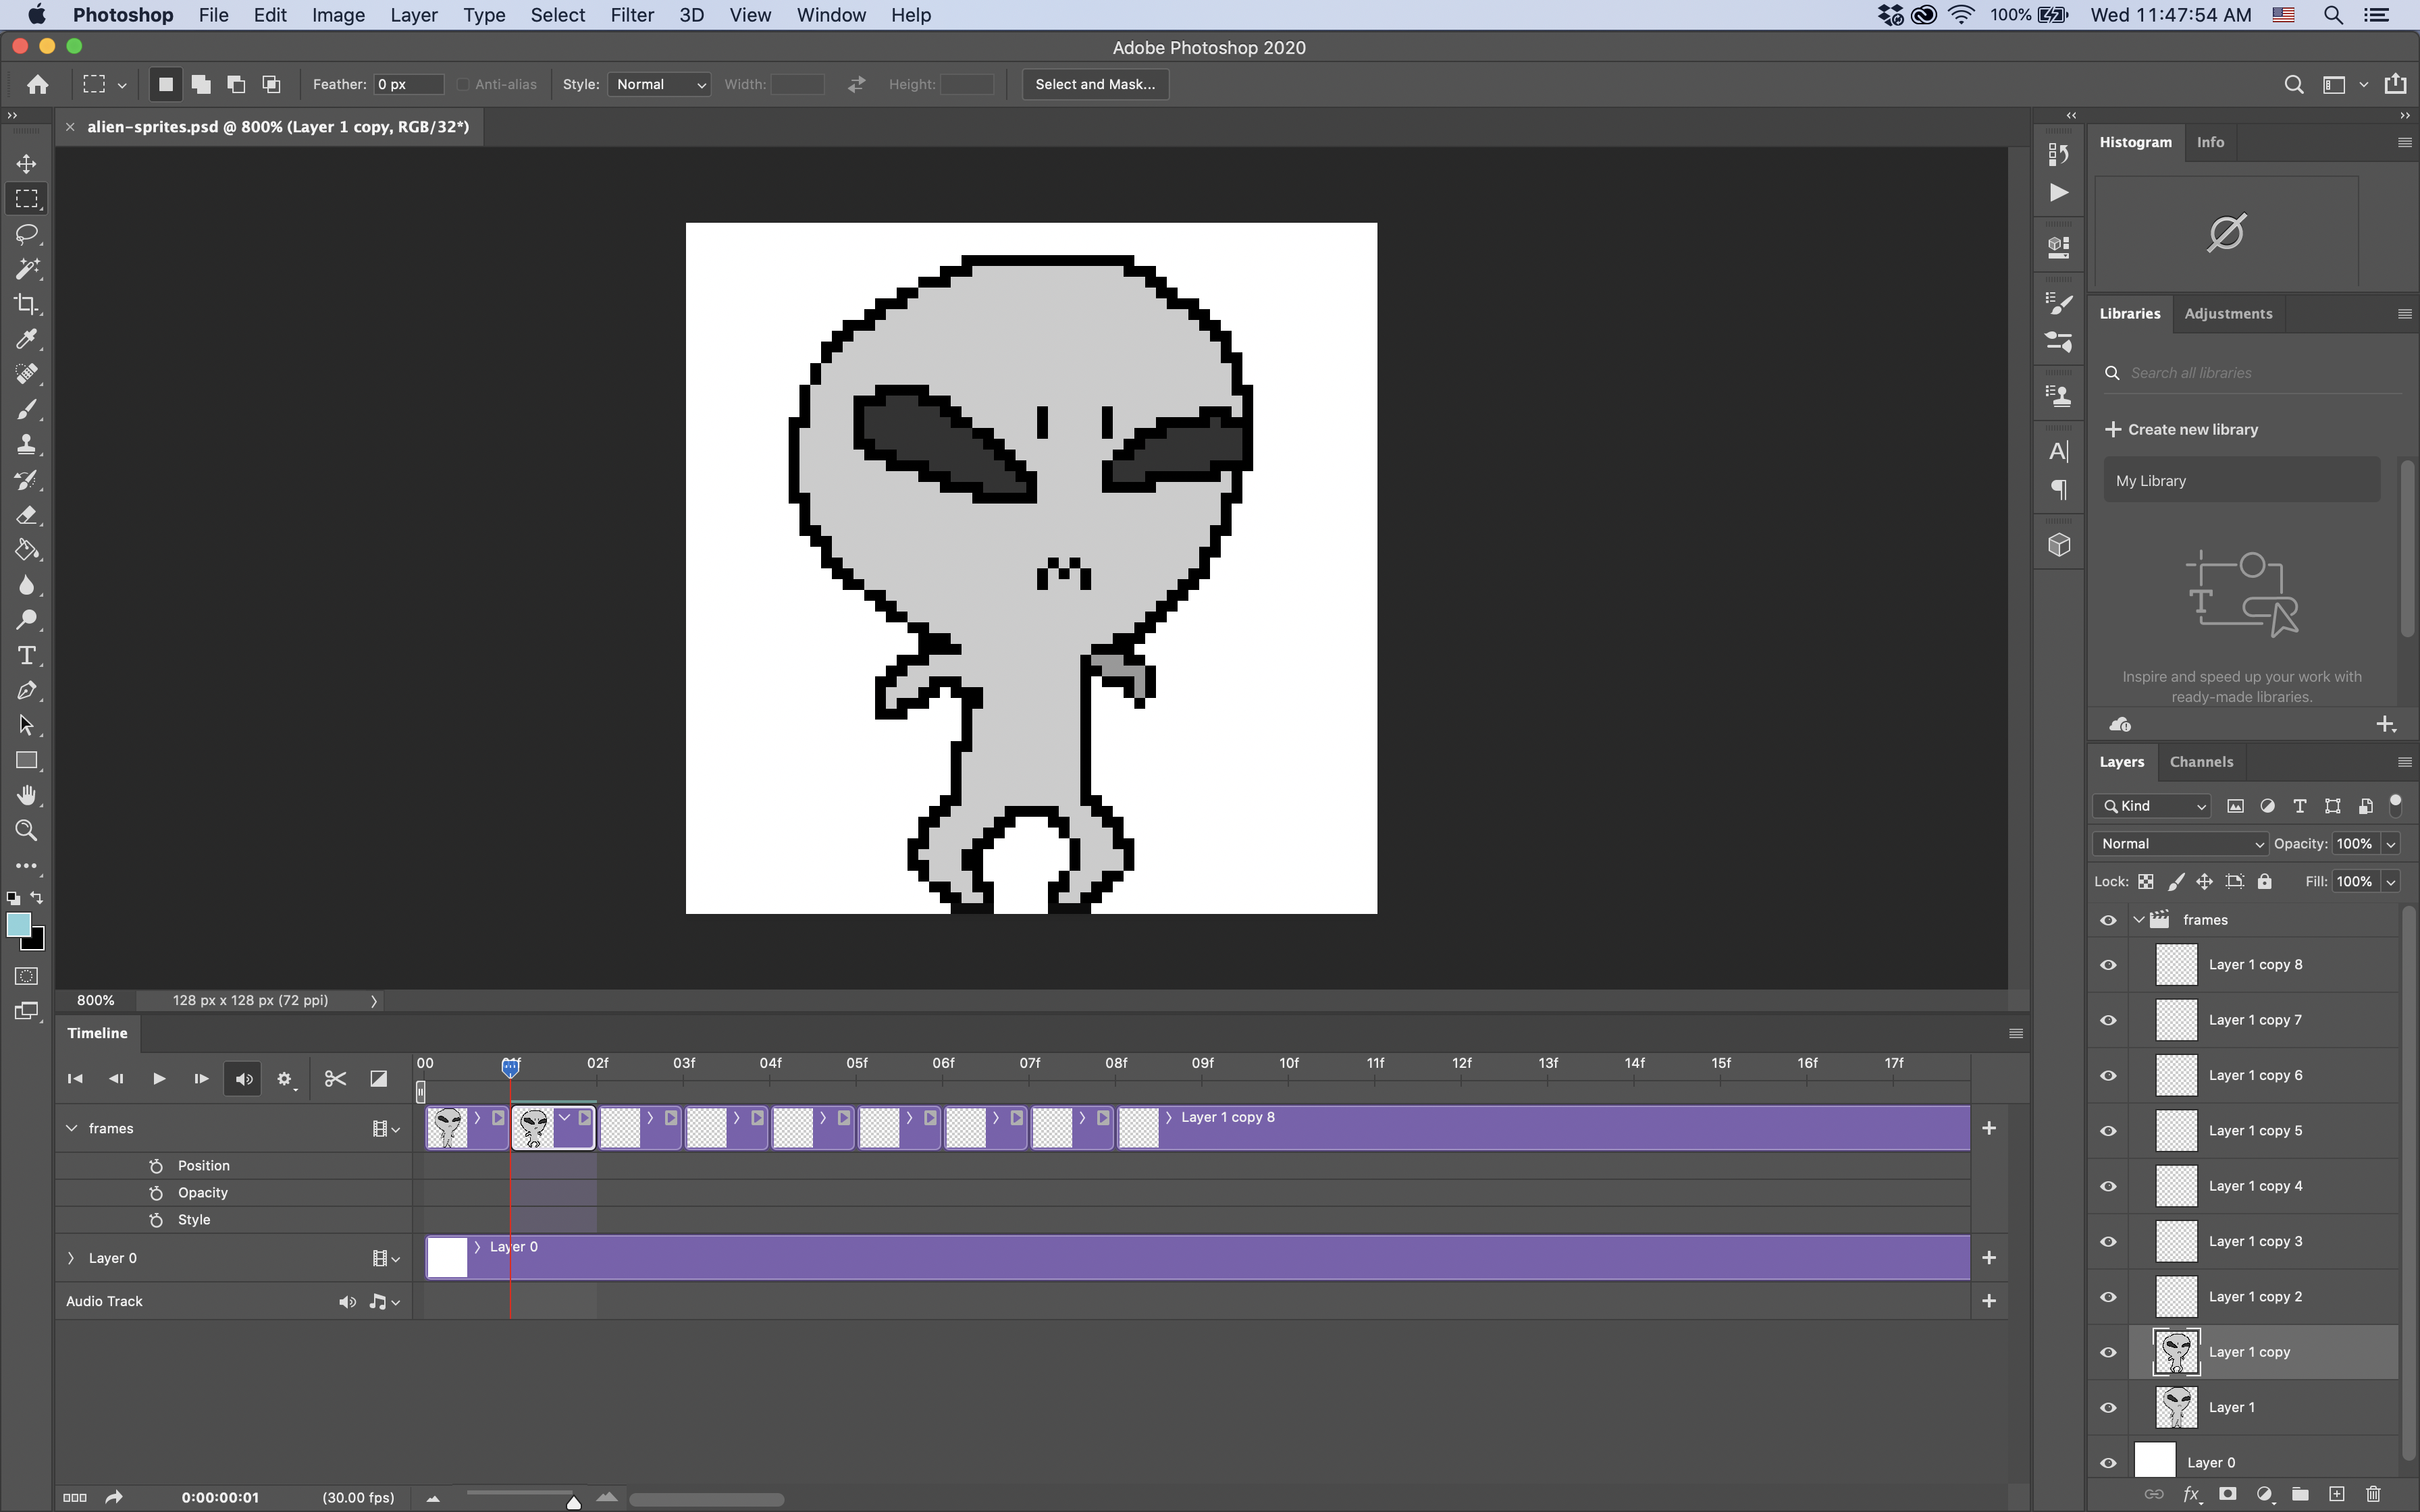 Photoshop File Edit Image Layer Type Select Filter 3D View Window Help 100% Wed 11:47:54 AM
Adobe Photoshop 2020
Feather: 0 px Anti-alias Style: Normal Width: Height: Select and Mask...
alien-sprites.psd @ 800% (Layer 1 copy, RGB/32*)
Histogram Info
Libraries Adjustments
Search all libraries
Create new library
My Library
Inspire and speed up your work with
ready-made libraries.
Layers Channels
Kind
Normal Opacity: 100%
Lock: Fill: 100%
frames
Layer 1 copy 8
Layer 1 copy 7
Layer 1 copy 6
Layer 1 copy 5
Layer 1 copy 4
Layer 1 copy 3
Layer 1 copy 2
Layer 1 copy
Layer 1
Layer 0
800% 128 px x 128 px (72 ppi)
Timeline
00 01f 02f 03f 04f 05f 06f 07f 08f 09f 10f 11f 12f 13f 14f 15f 16f 17f
frames Layer 1 copy 8
Position
Opacity
Style
Layer 0 Layer 0
Audio Track
0:00:00:01 (30.00 fps)